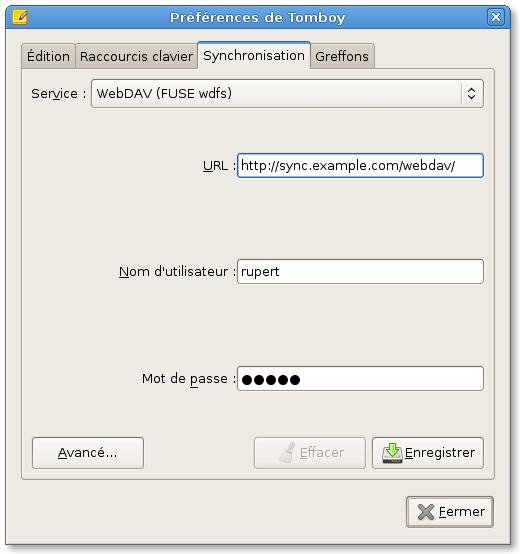 Préférences de Tomboy
Édition Raccourcis clavier Synchronisation Greffons
Service : WebDAV (FUSE wdfs)
URL : http://sync.example.com/webdav/
Nom d'utilisateur : rupert
Mot de passe : ●●●●●
Avancé... Effacer Enregistrer
Fermer